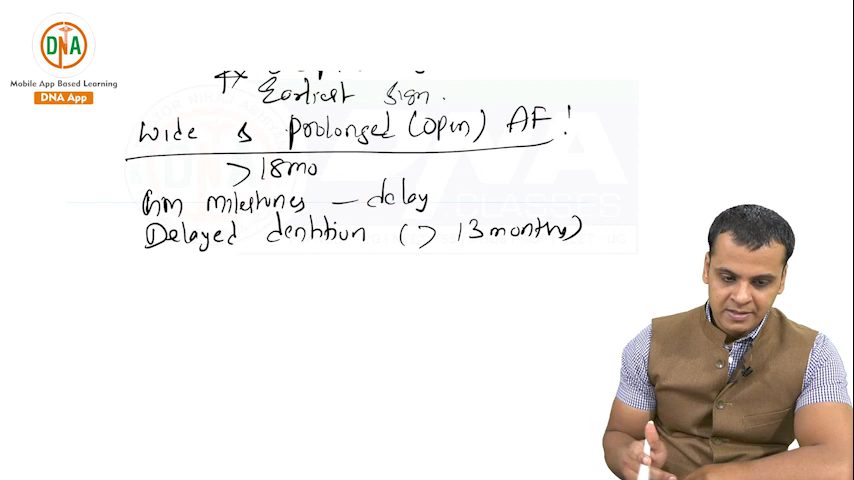 DNA
Mobile App Based Learning
DNA App
Earliest sign.
wide & prolonged (open) AF!
>18mo
Gm milestones – delay
Delayed dentition (> 13 months)
CLASSES